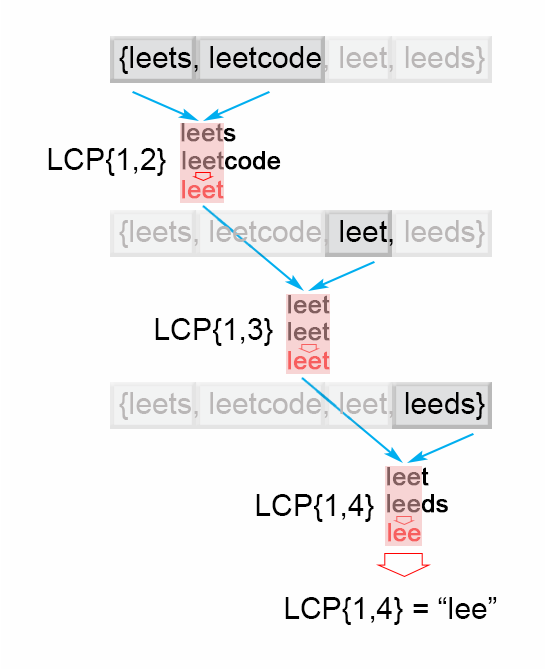 {leets, leetcode, leet, leeds}
leets
LCP{1,2} leetcode
leet
{leets, leetcode, leet, leeds}
leet
LCP{1,3} leet
leet
{leets, leetcode, leet, leeds}
leet
LCP{1,4} leeds
lee
LCP{1,4} = “lee”